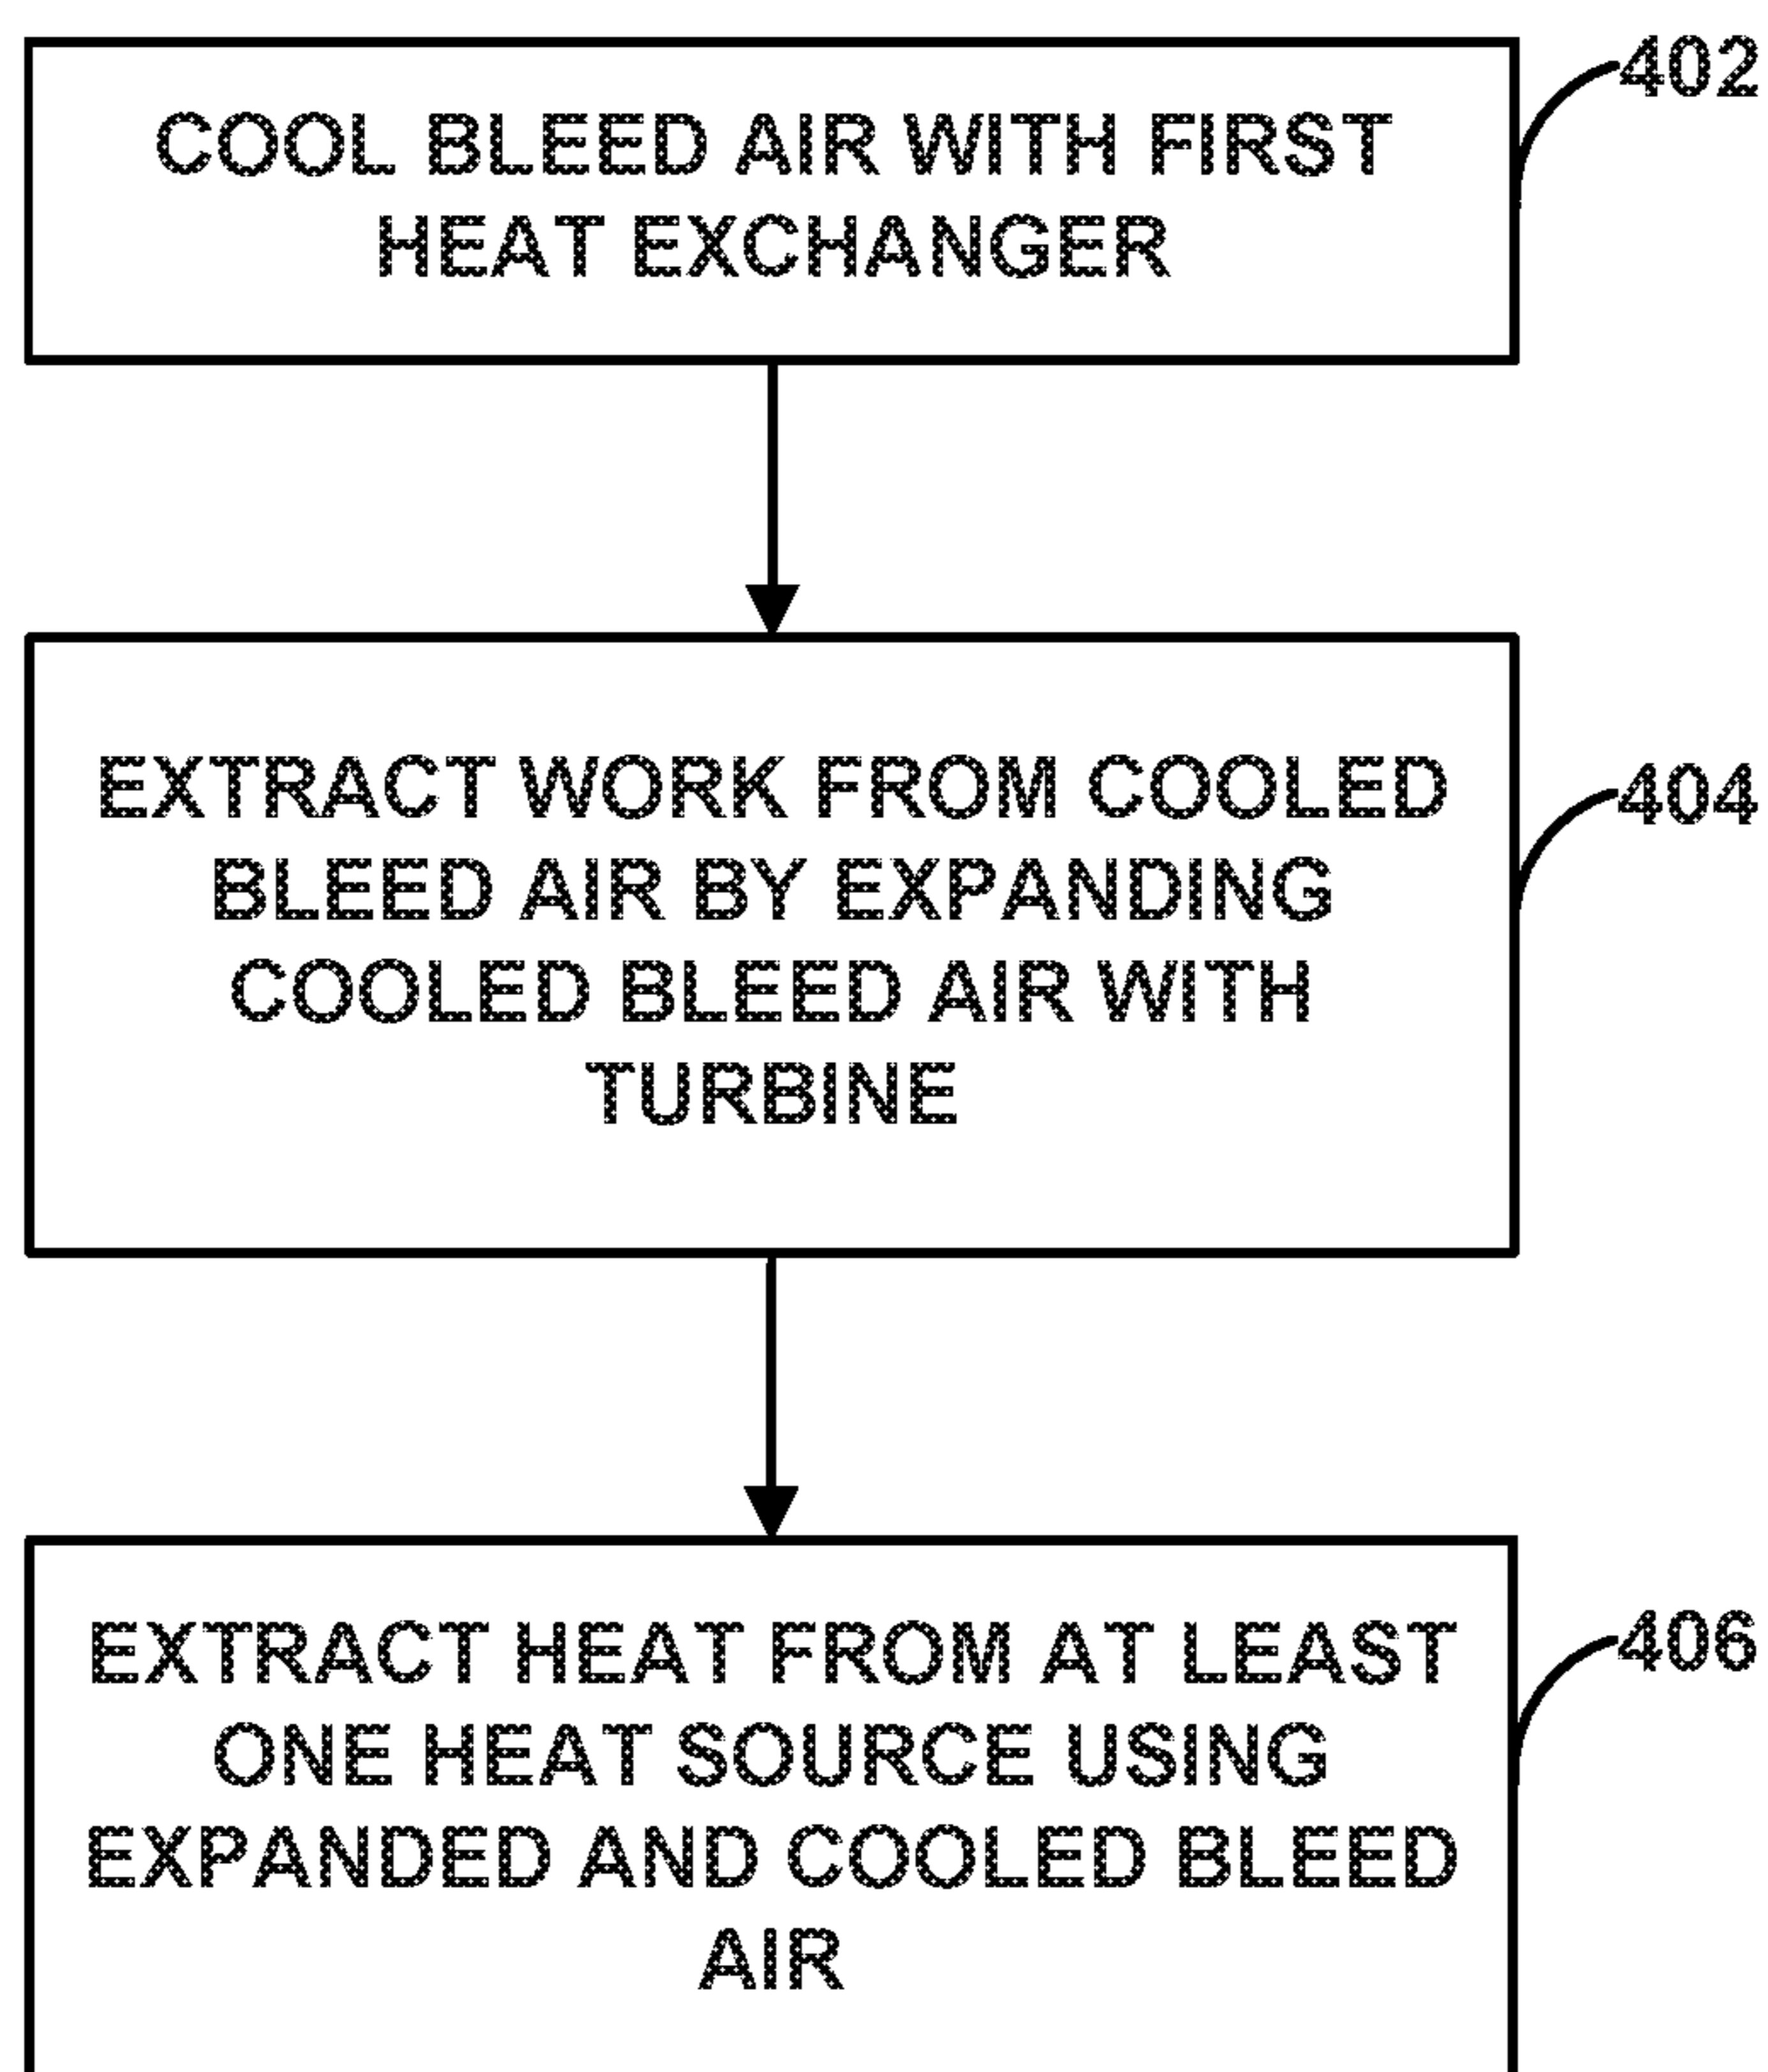 402
COOL BLEED AIR WITH FIRST
HEAT EXCHANGER
404
EXTRACT WORK FROM COOLED
BLEED AIR BY EXPANDING
COOLED BLEED AIR WITH
TURBINE
406
EXTRACT HEAT FROM AT LEAST
ONE HEAT SOURCE USING
EXPANDED AND COOLED BLEED
AIR